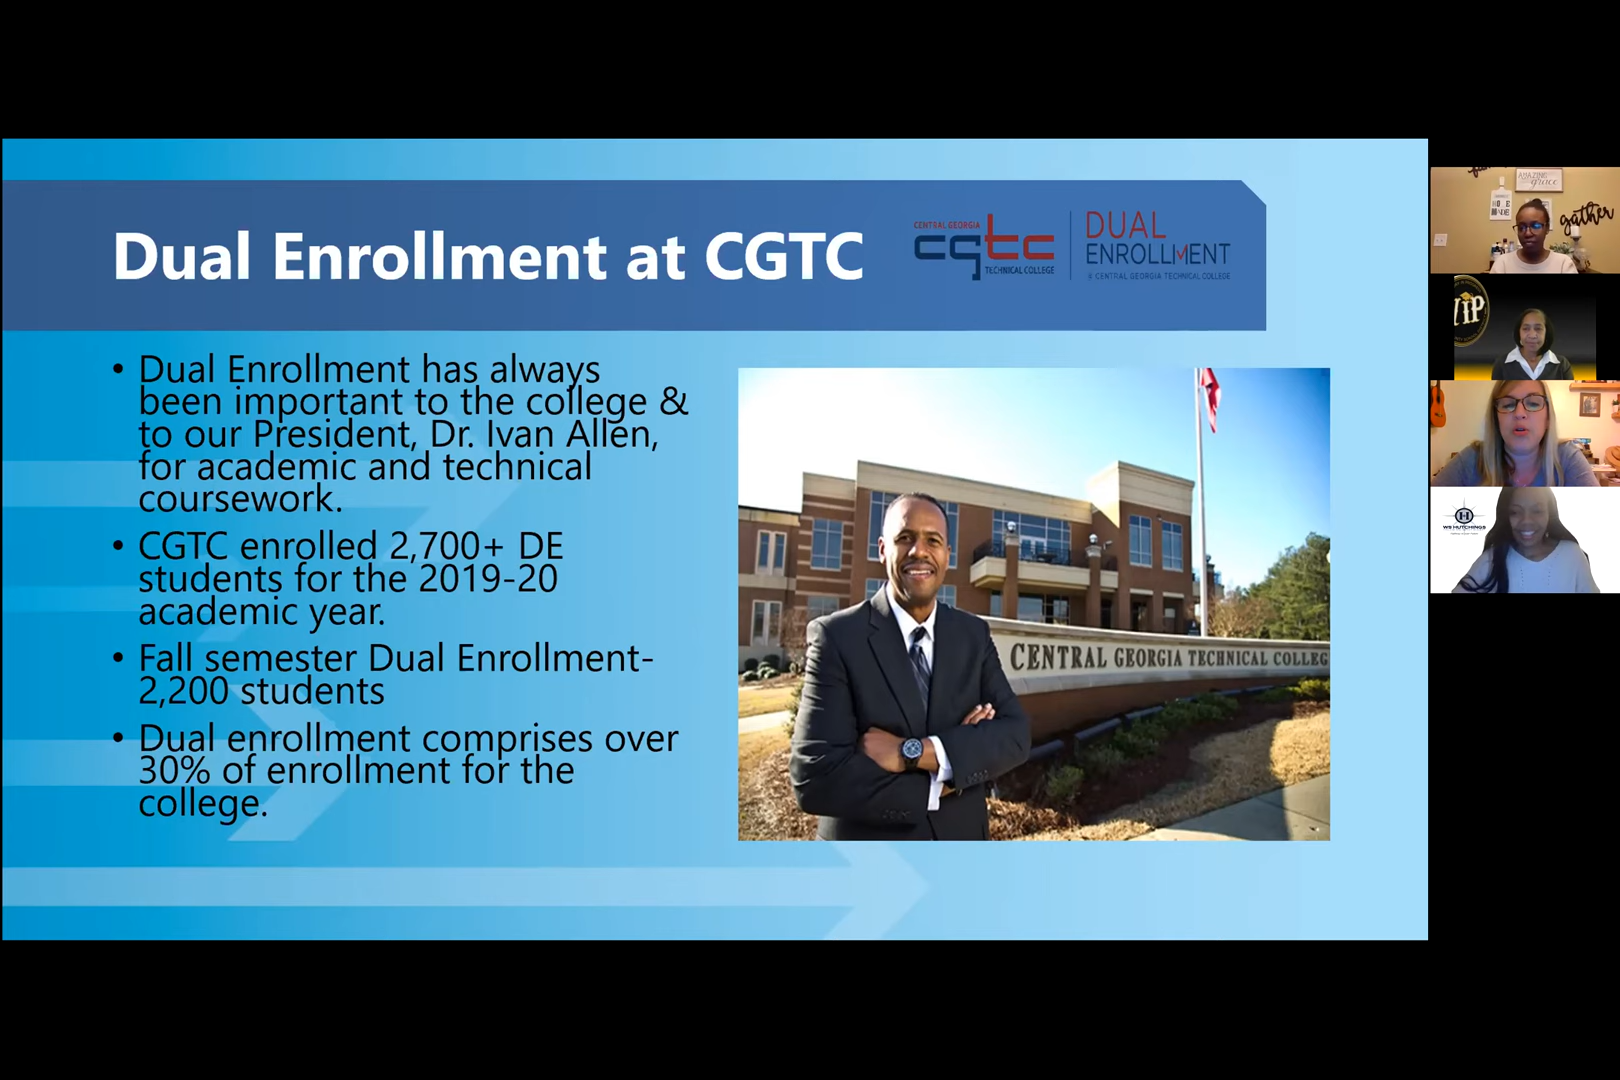 Dual Enrollment at CGTC
CENTRAL GEORGIA
cgtc
TECHNICAL COLLEGE
DUAL
ENROLLMENT
CENTRAL GEORGIA TECHNICAL COLLEGE
• Dual Enrollment has always
been important to the college &
to our President, Dr. Ivan Allen,
for academic and technical
coursework.
• CGTC enrolled 2,700+ DE
students for the 2019-20
academic year.
• Fall semester Dual Enrollment-
2,200 students
• Dual enrollment comprises over
30% of enrollment for the
college.
CENTRAL GEORGIA TECHNICAL COLLEG
AMAZING
grace
gather
VIP
WS HUTCHINGS